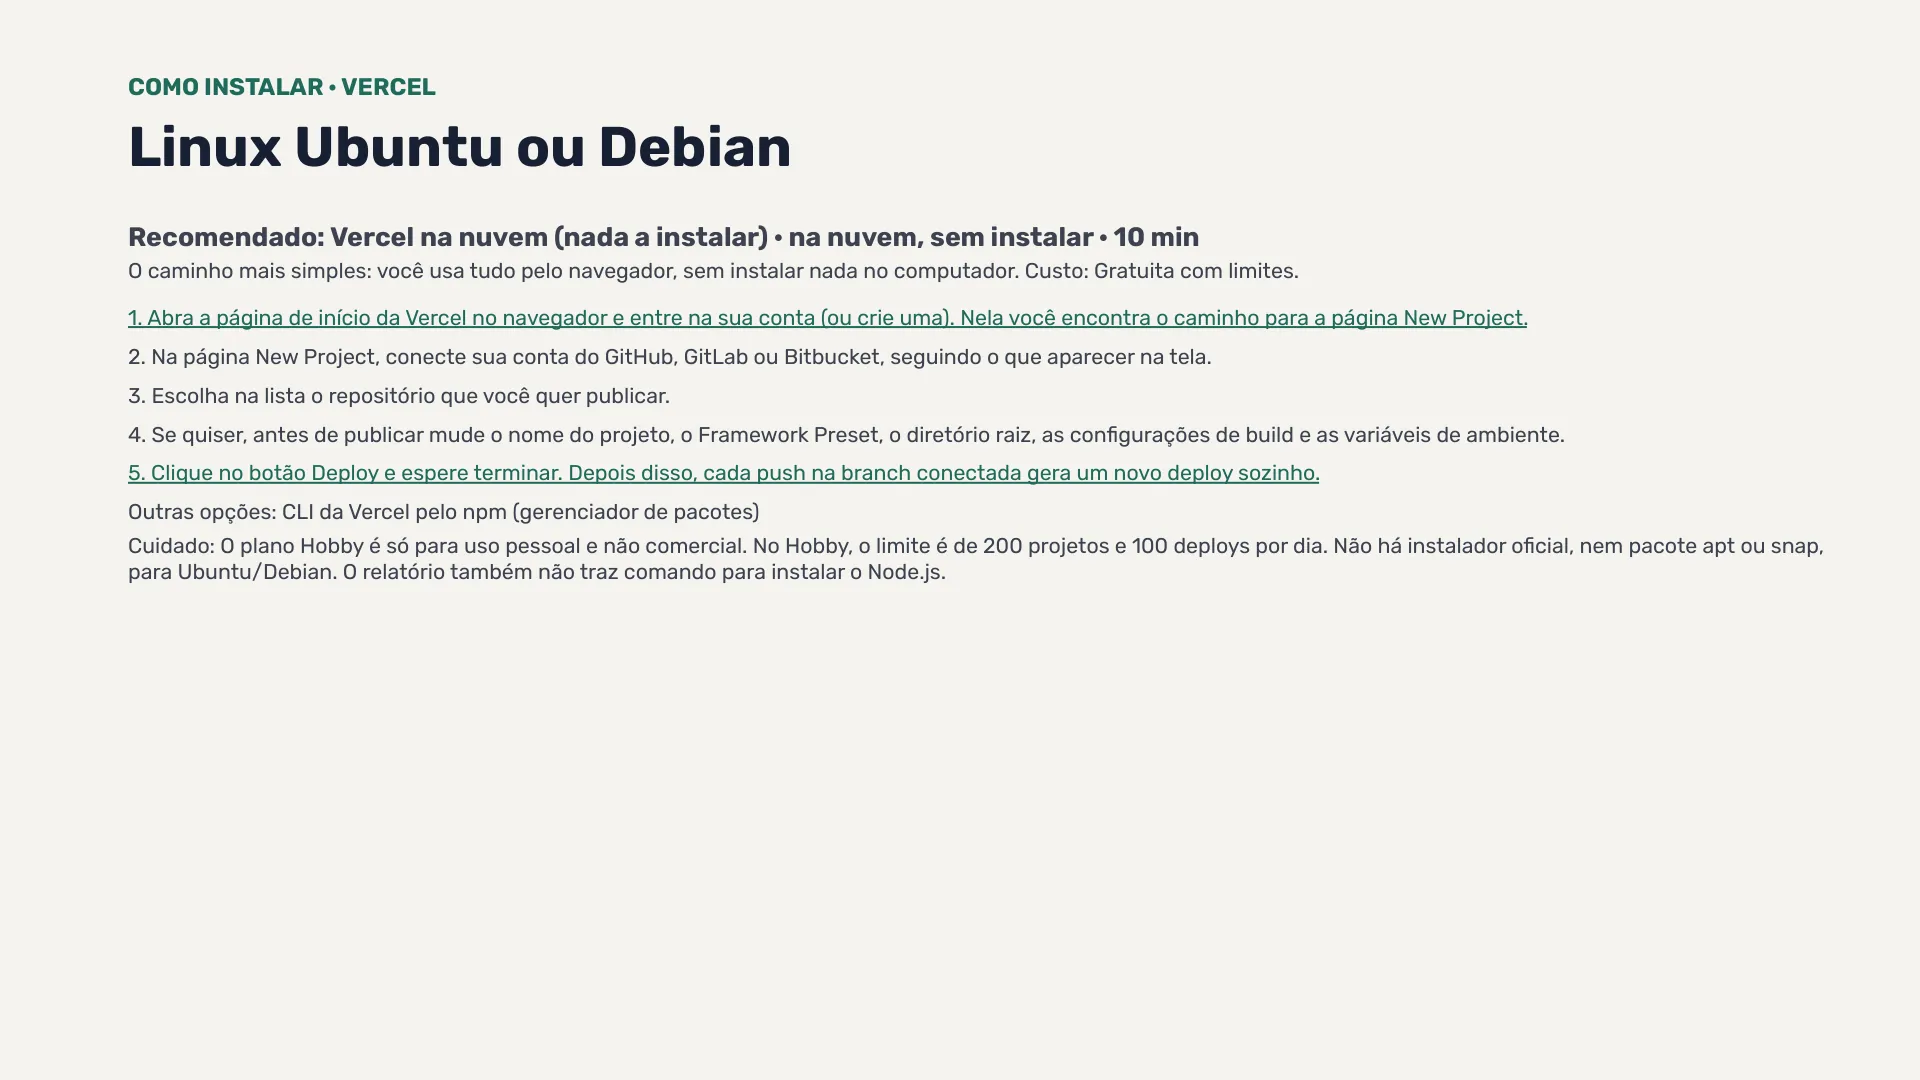 COMO INSTALAR • VERCEL
Linux Ubuntu ou Debian
Recomendado: Vercel na nuvem (nada a instalar) • na nuvem, sem instalar • 10 min
O caminho mais simples: você usa tudo pelo navegador, sem instalar nada no computador. Custo: Gratuita com limites.
1. Abra a página de início da Vercel no navegador e entre na sua conta (ou crie uma). Nela você encontra o caminho para a página New Project.
2. Na página New Project, conecte sua conta do GitHub, GitLab ou Bitbucket, seguindo o que aparecer na tela.
3. Escolha na lista o repositório que você quer publicar.
4. Se quiser, antes de publicar mude o nome do projeto, o Framework Preset, o diretório raiz, as configurações de build e as variáveis de ambiente.
5. Clique no botão Deploy e espere terminar. Depois disso, cada push na branch conectada gera um novo deploy sozinho.
Outras opções: CLI da Vercel pelo npm (gerenciador de pacotes)
Cuidado: O plano Hobby é só para uso pessoal e não comercial. No Hobby, o limite é de 200 projetos e 100 deploys por dia. Não há instalador oficial, nem pacote apt ou snap,
para Ubuntu/Debian. O relatório também não traz comando para instalar o Node.js.